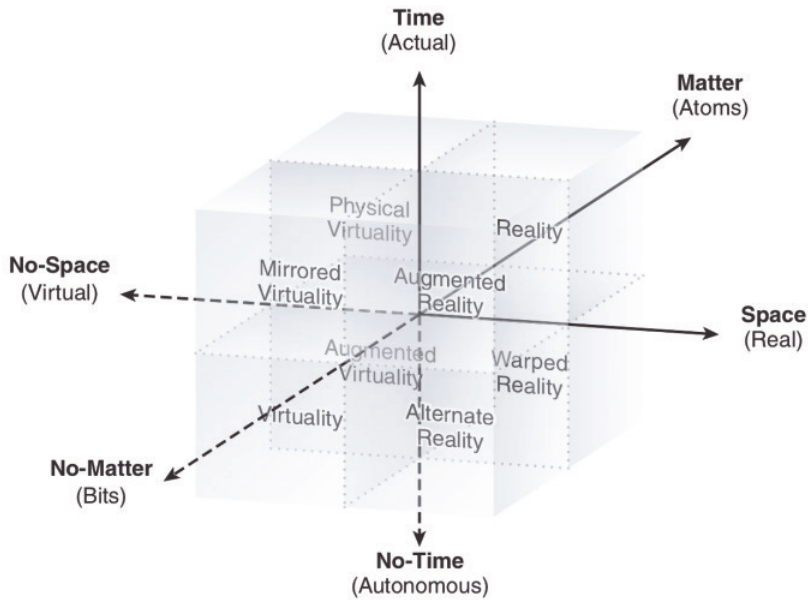 Time
(Actual)
Matter
(Atoms)
Physical
Virtuality
Reality
No-Space
(Virtual)
Mirrored
Virtuality
Augmented
Reality
Space
(Real)
Augmented
Virtuality
Warped
Reality
Virtuality
Alternate
Reality
No-Matter
(Bits)
No-Time
(Autonomous)